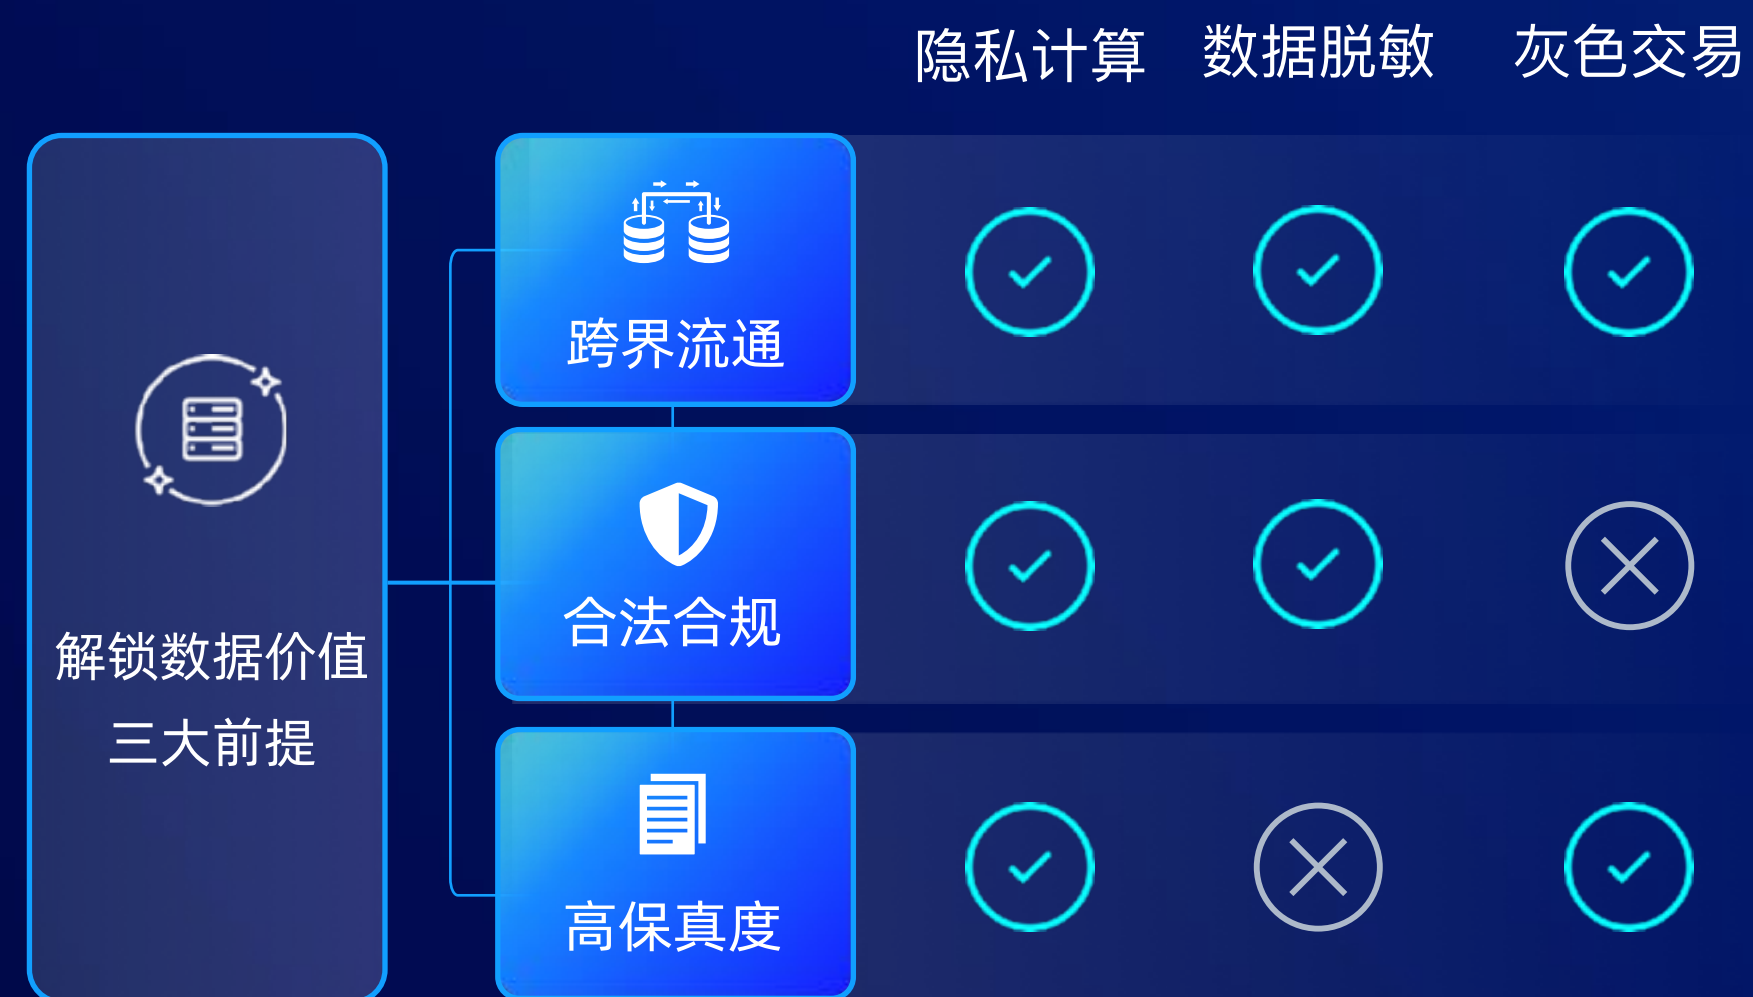 隐私计算
数据脱敏
灰色交易
跨界流通
合法合规
解锁数据价值
三大前提
高保真度